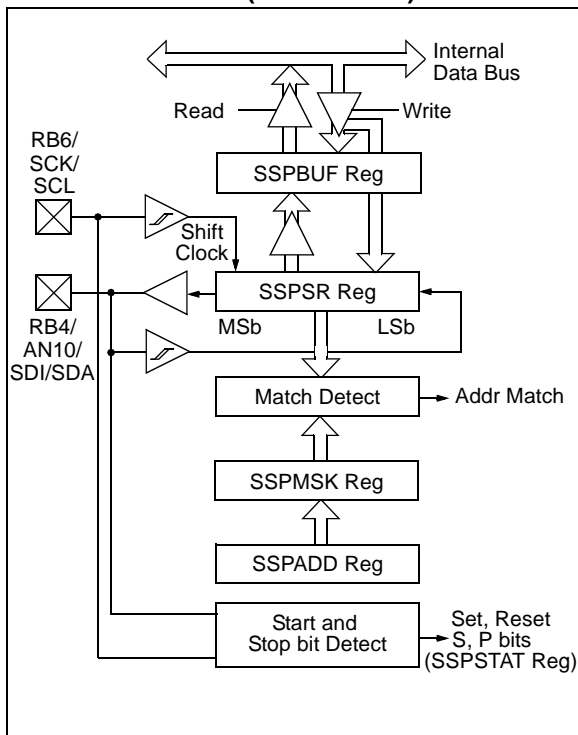 Internal
Data Bus
Read
Write
RB6/
SCK/
SCL
SSPBUF Reg
Shift
Clock
SSPSR Reg
MSb
LSb
RB4/
AN10/
SDI/SDA
Match Detect
Addr Match
SSPMSK Reg
SSPADD Reg
Start and
Stop bit Detect
Set, Reset
S, P bits
(SSPSTAT Reg)